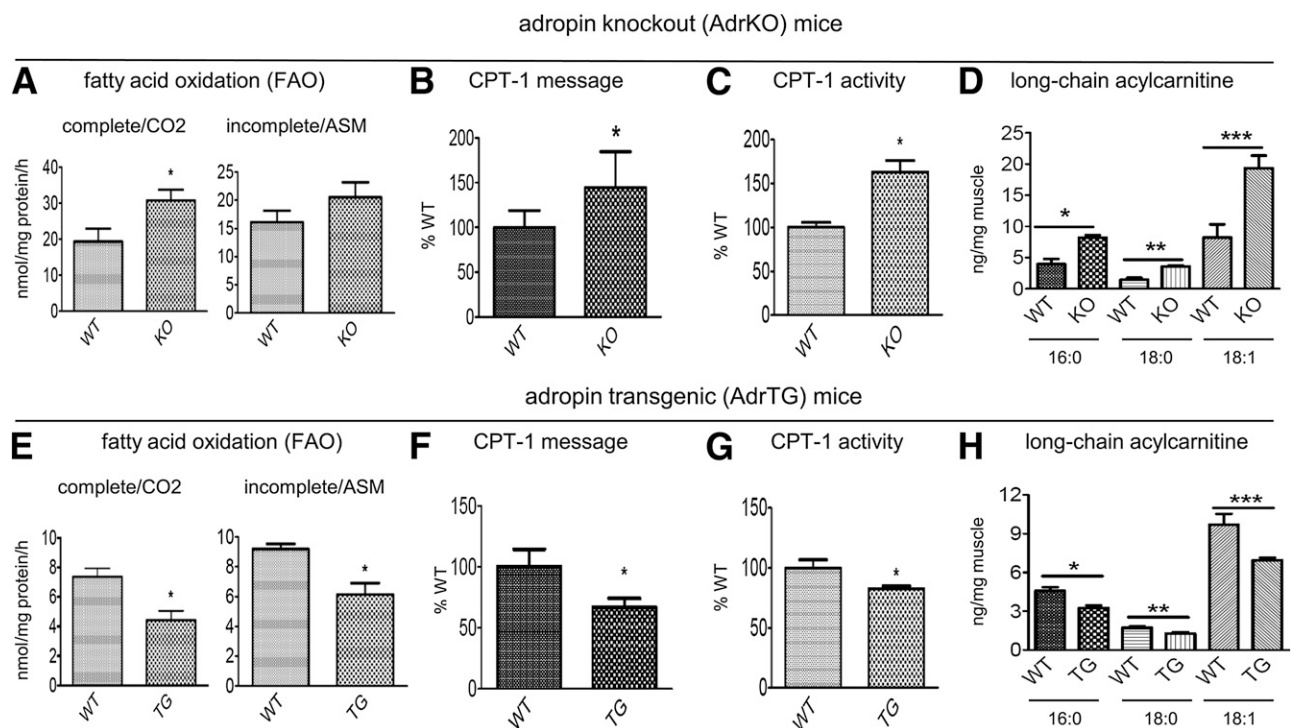 adropin knockout (AdrKO) mice
A fatty acid oxidation (FAO)
complete/CO2
incomplete/ASM
nmol/mg protein/h
40
30
20
10
0
WT
KO
25
20
15
10
5
0
WT
KO
*
B CPT-1 message
% WT
200
150
100
50
0
*
WT
KO
C CPT-1 activity
% WT
200
150
100
50
0
*
WT
KO
D long-chain acylcarnitine
ng/mg muscle
25
20
15
10
5
0
*
**
***
WT KO WT KO WT KO
16:0 18:0 18:1
adropin transgenic (AdrTG) mice
E fatty acid oxidation (FAO)
complete/CO2
incomplete/ASM
nmol/mg protein/h
10
8
6
4
2
0
*
WT
TG
10
8
6
4
2
0
*
WT
TG
F CPT-1 message
% WT
150
100
50
0
*
WT
TG
G CPT-1 activity
% WT
150
100
50
0
*
WT
TG
H long-chain acylcarnitine
ng/mg muscle
12
9
6
3
0
*
**
***
WT TG WT TG WT TG
16:0 18:0 18:1